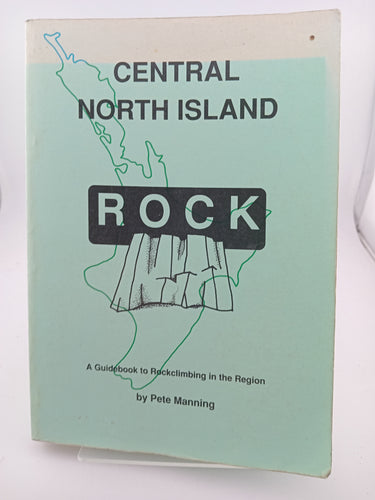 CENTRAL
NORTH ISLAND
ROCK
A Guidebook to Rockclimbing in the Region
by Pete Manning